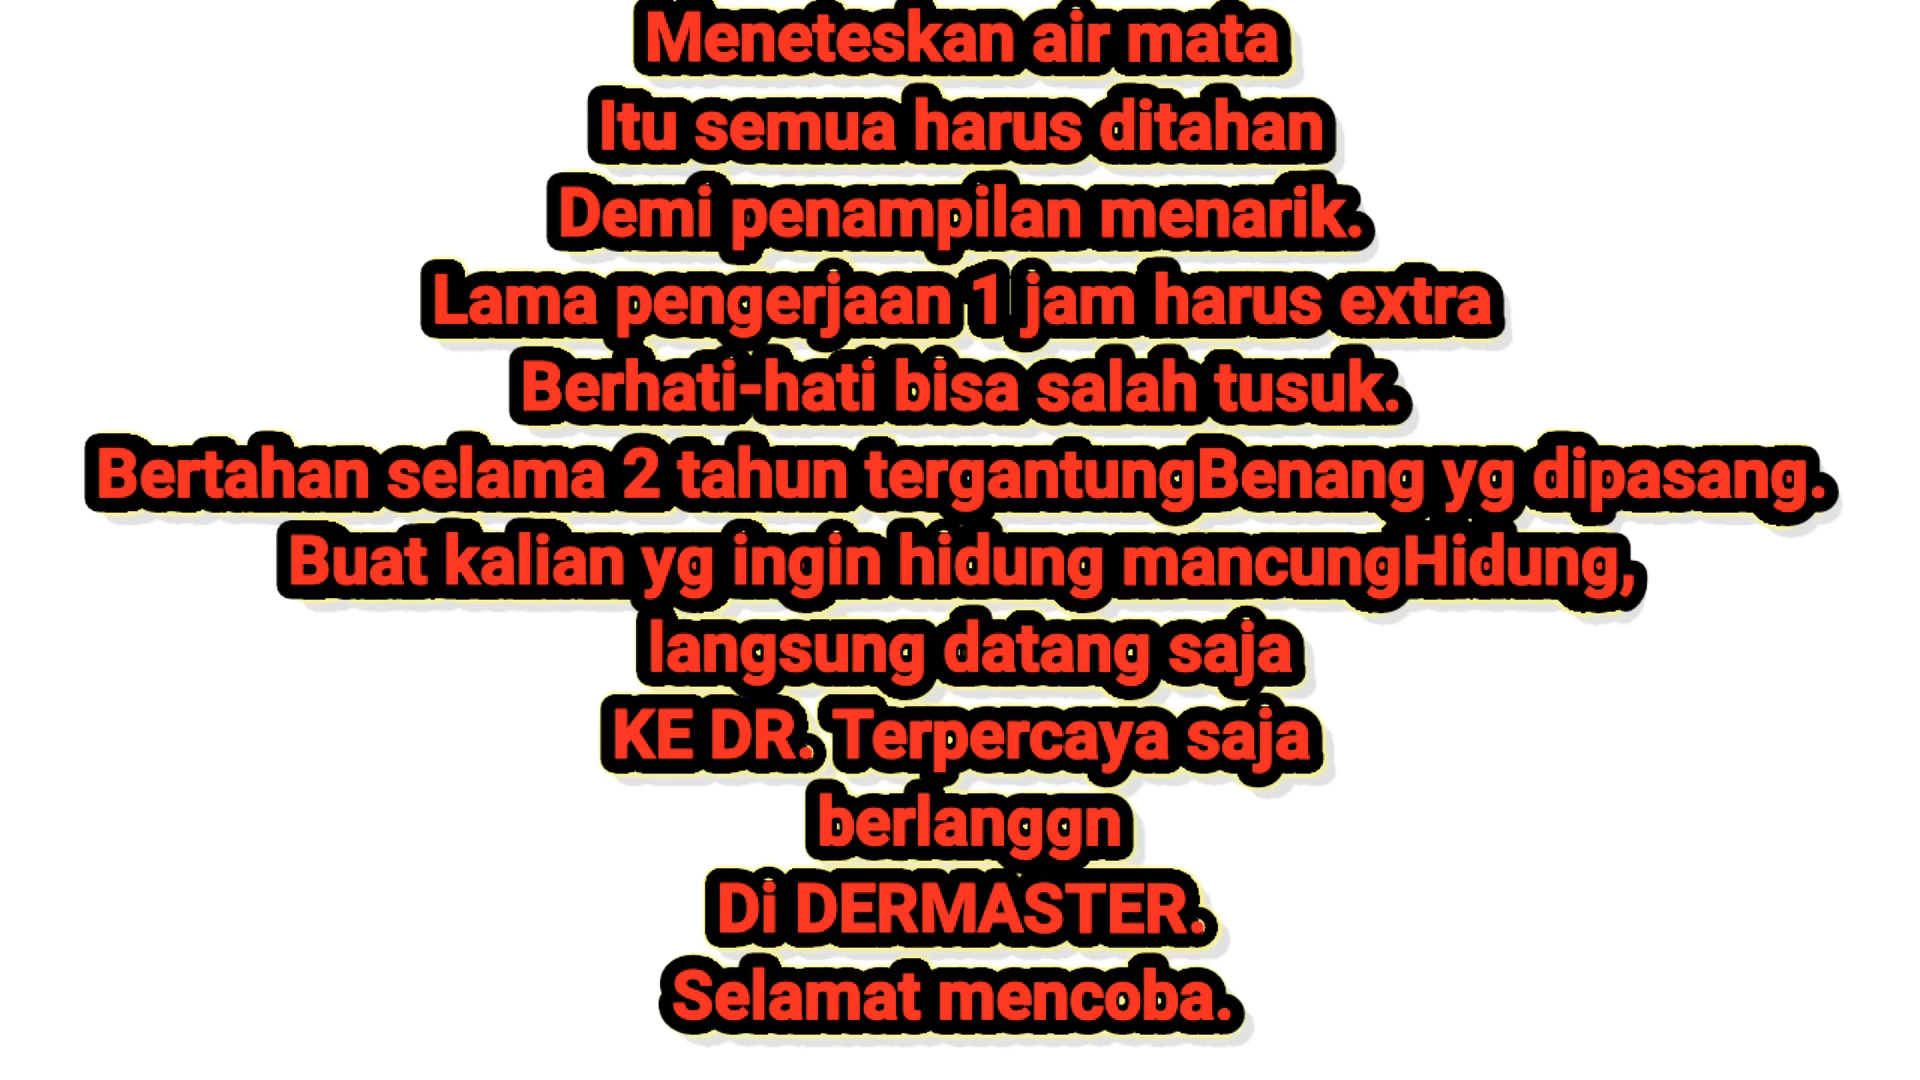 Meneteskan air mata
Itu semua harus ditahan
Demi penampilan menarik.
Lama pengerjaan 1 jam harus extra
Berhati-hati bisa salah tusuk.
Bertahan selama 2 tahun tergantungBenang yg dipasang.
Buat kalian yg ingin hidung mancungHidung,
langsung datang saja
KE DR. Terpercaya saja
berlanggn
Di DERMASTER.
Selamat mencoba.